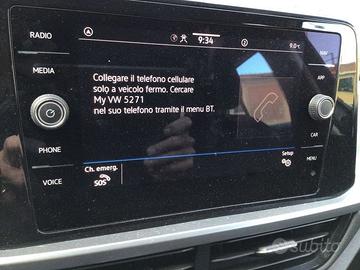 RADIO
9:34
9.0
NAV
MEDIA
Collegare il telefono cellulare
solo a veicolo fermo. Cercare
My VW 5271
nel suo telefono tramite il menu BT.
APP
CAR
PHONE
Ch. emerg.
SOS
Setup
MENU
VOICE
subito